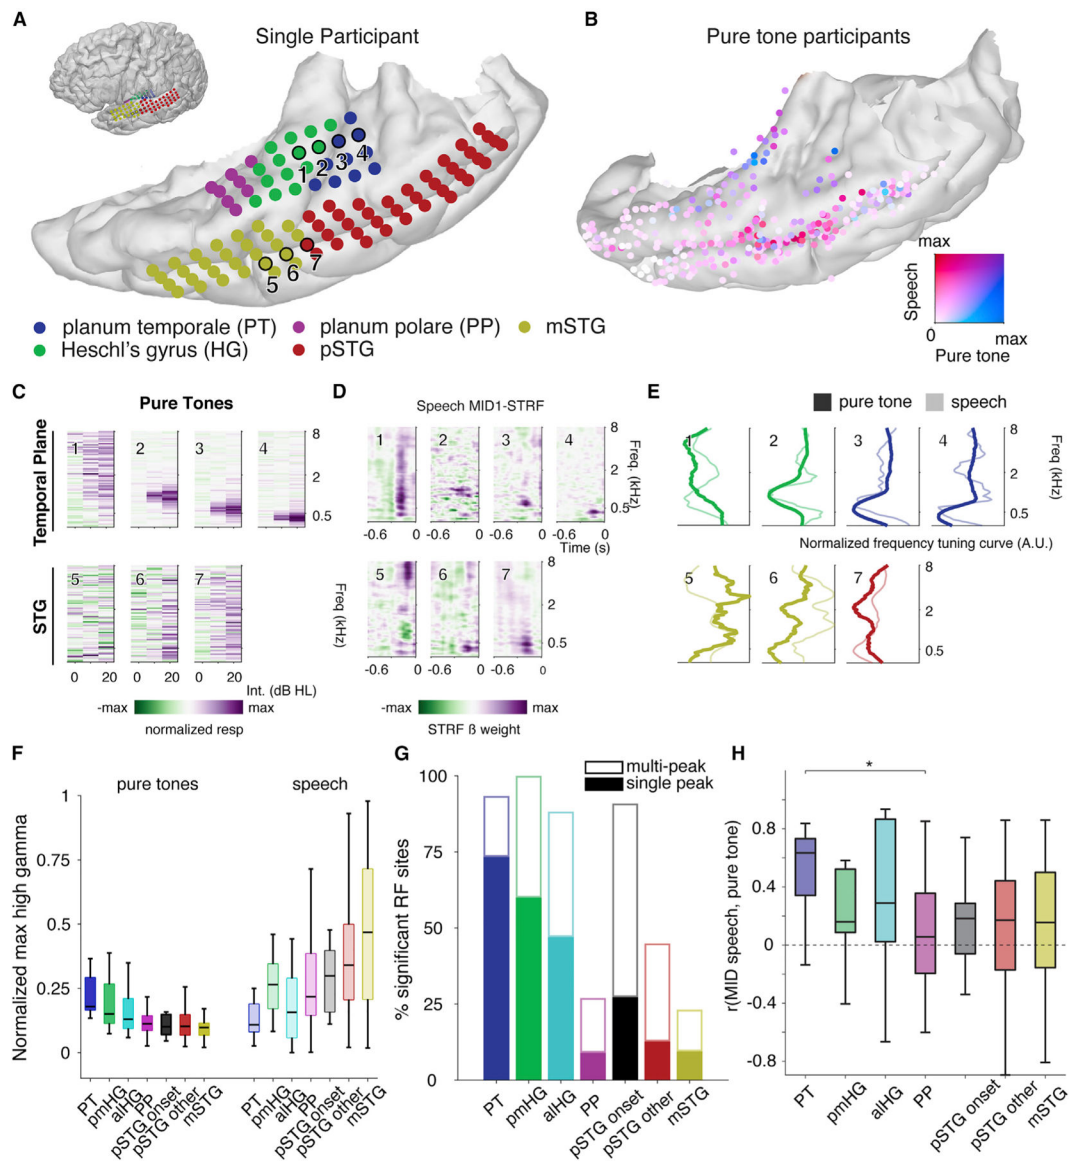 A
Single Participant
1
2
3
4
5
6
7
B
Pure tone participants
max
Speech
0
max
Pure tone
planum temporale (PT)
planum polare (PP)
mSTG
Heschl's gyrus (HG)
pSTG
C
Pure Tones
Temporal Plane
1
2
3
4
8
2
0.5
STG
5
6
7
0 20
0 20
0 20
Int. (dB HL)
-max
max
normalized resp
D
Speech MID1-STRF
1
2
3
4
8
2
0.5
Freq. (kHz)
-0.6 0
-0.6 0
-0.6 0
-0.6 0
Time (s)
5
6
7
8
2
0.5
Freq (kHz)
-0.6 0
-0.6 0
-0.6 0
-max
max
STRF ß weight
E
pure tone
speech
1
2
3
4
8
2
0.5
Freq (kHz)
Normalized frequency tuning curve (A.U.)
5
6
7
8
2
0.5
F
pure tones
speech
Normalized max high gamma
1
0.75
0.5
0.25
0
PT
pmHG
alHG
PP
pSTG onset
pSTG other
mSTG
PT
pmHG
alHG
PP
pSTG onset
pSTG other
mSTG
G
multi-peak
single peak
% significant RF sites
100
75
50
25
0
PT
pmHG
alHG
PP
pSTG onset
pSTG other
mSTG
H
*
r(MID speech, pure tone)
0.8
0.4
0
-0.4
-0.8
PT
pmHG
alHG
PP
pSTG onset
pSTG other
mSTG